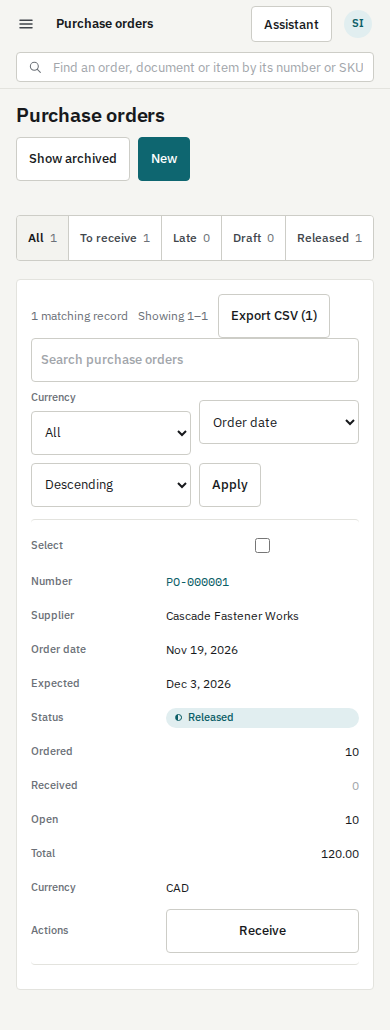 Purchase orders
Assistant
SI
Find an order, document or item by its number or SKU
Purchase orders
Show archived
New
All 1
To receive 1
Late 0
Draft 0
Released 1
1 matching record
Showing 1–1
Export CSV (1)
Search purchase orders
Currency
All
Order date
Descending
Apply
Select
Number PO-000001
Supplier Cascade Fastener Works
Order date Nov 19, 2026
Expected Dec 3, 2026
Status Released
Ordered 10
Received 0
Open 10
Total 120.00
Currency CAD
Actions Receive